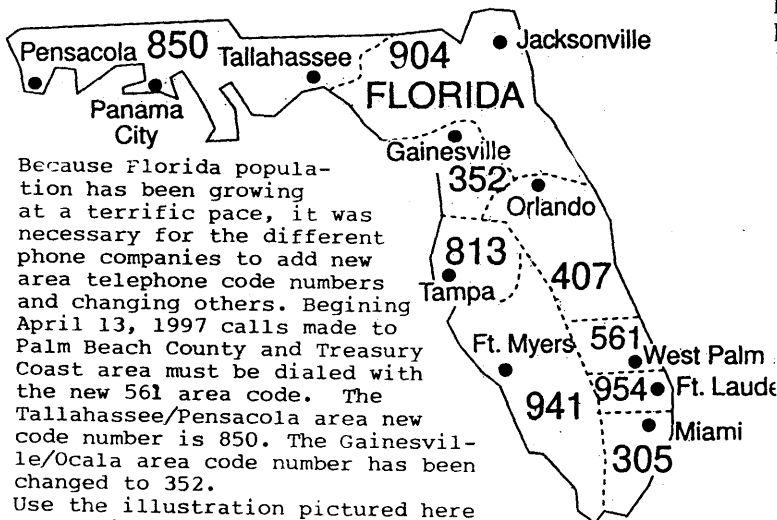 Pensacola 850 Tallahassee 904 Jacksonville
Panama
City
FLORIDA
Gainesville
352
Orlando
813
Tampa
407
Ft. Myers
561
West Palm
954
Ft. Laude
941
Miami
305
Because Florida popula-
tion has been growing
at a terrific pace, it was
necessary for the different
phone companies to add new
area telephone code numbers
and changing others. Begining
April 13, 1997 calls made to
Palm Beach County and Treasury
Coast area must be dialed with
the new 561 area code. The
Tallahassee/Pensacola area new
code number is 850. The Gainesvil-
le/Ocala area code number has been
changed to 352.
Use the illustration pictured here